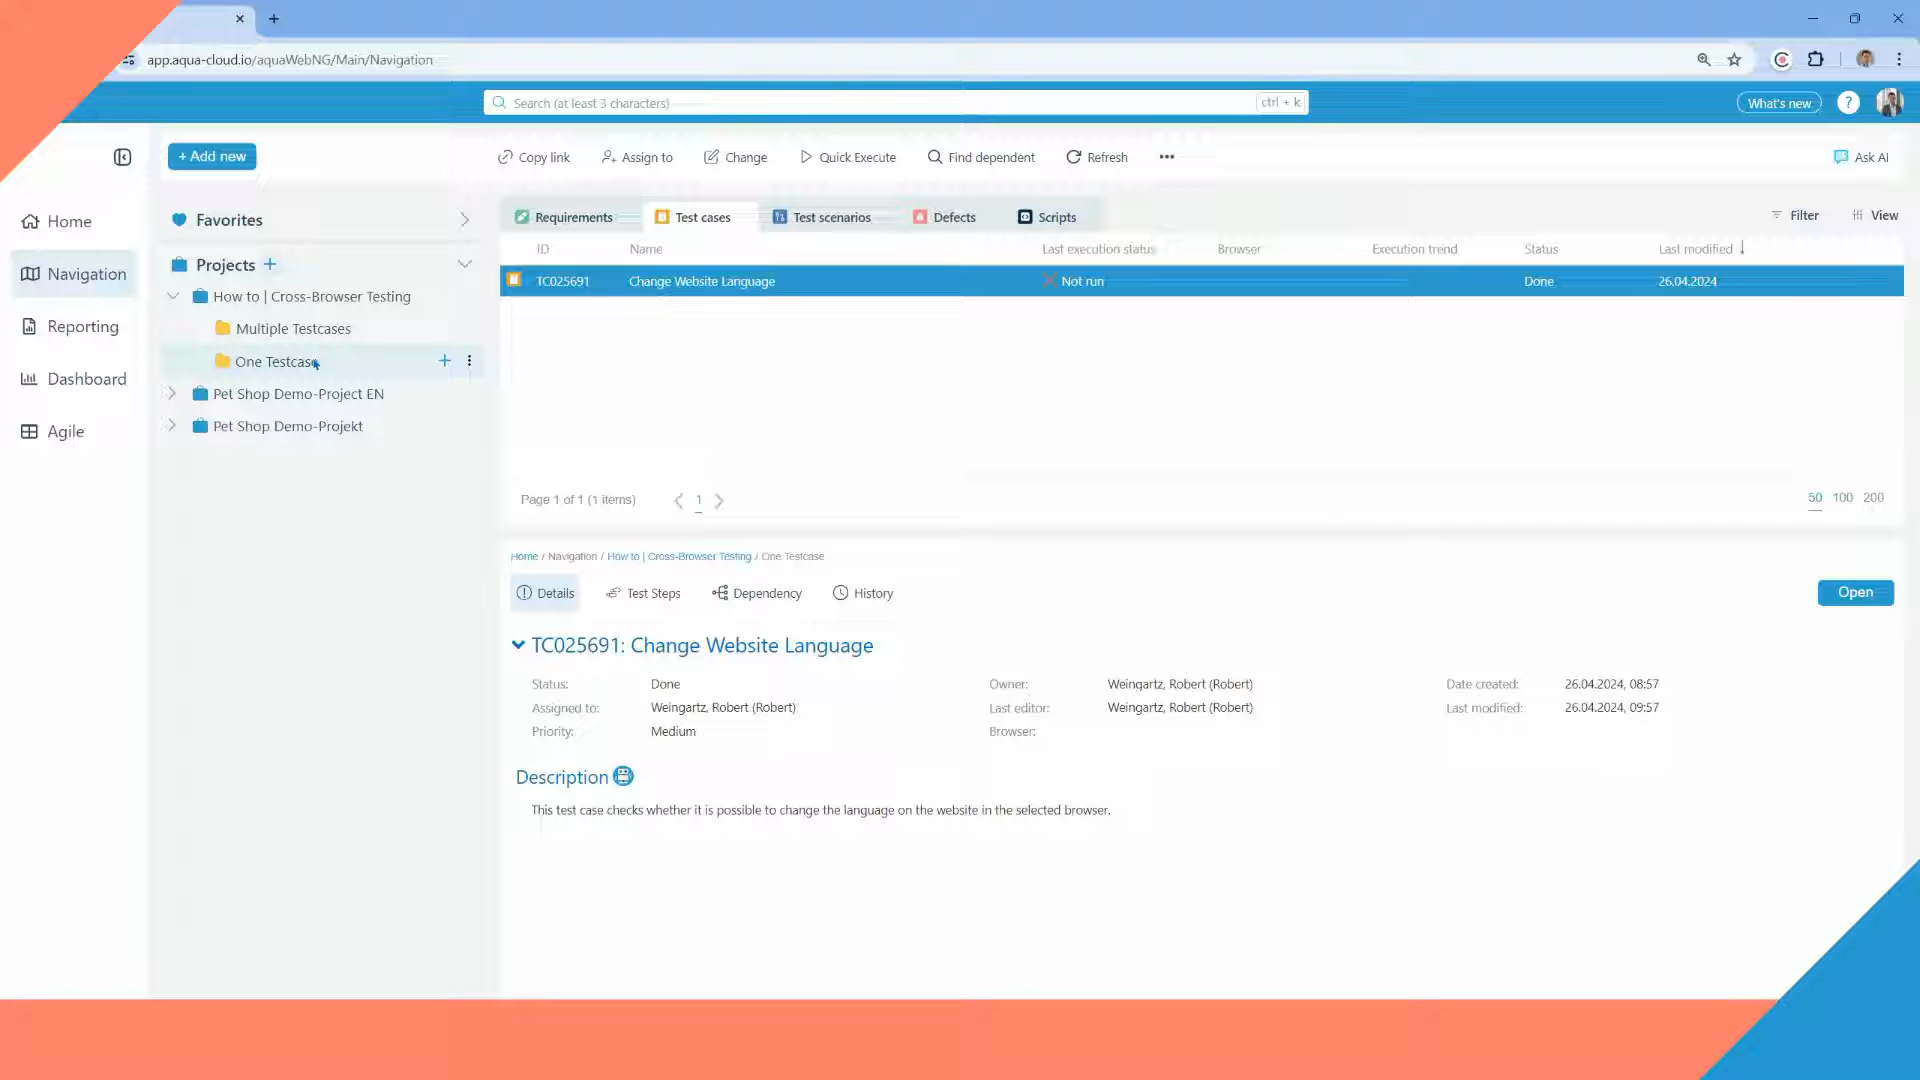 app.aqua-cloud.io/aquaWebNG/Main/Navigation
Search (at least 3 characters)
ctrl + k
What's new
?
+ Add new
Copy link
Assign to
Change
Quick Execute
Find dependent
Refresh
Ask AI
Home
Navigation
Reporting
Dashboard
Agile
Favorites
Projects +
How to | Cross-Browser Testing
Multiple Testcases
One Testcase
Pet Shop Demo-Project EN
Pet Shop Demo-Projekt
Requirements
Test cases
Test scenarios
Defects
Scripts
Filter
View
ID Name Last execution status Browser Execution trend Status Last modified
TC025691 Change Website Language Not run Done 26.04.2024
Page 1 of 1 (1 items)
1
50 100 200
Home / Navigation / How to | Cross-Browser Testing / One Testcase
Details
Test Steps
Dependency
History
Open
TC025691: Change Website Language
Status: Done Owner: Weingartz, Robert (Robert) Date created: 26.04.2024, 08:57
Assigned to: Weingartz, Robert (Robert) Last editor: Weingartz, Robert (Robert) Last modified: 26.04.2024, 09:57
Priority: Medium Browser:
Description
This test case checks whether it is possible to change the language on the website in the selected browser.